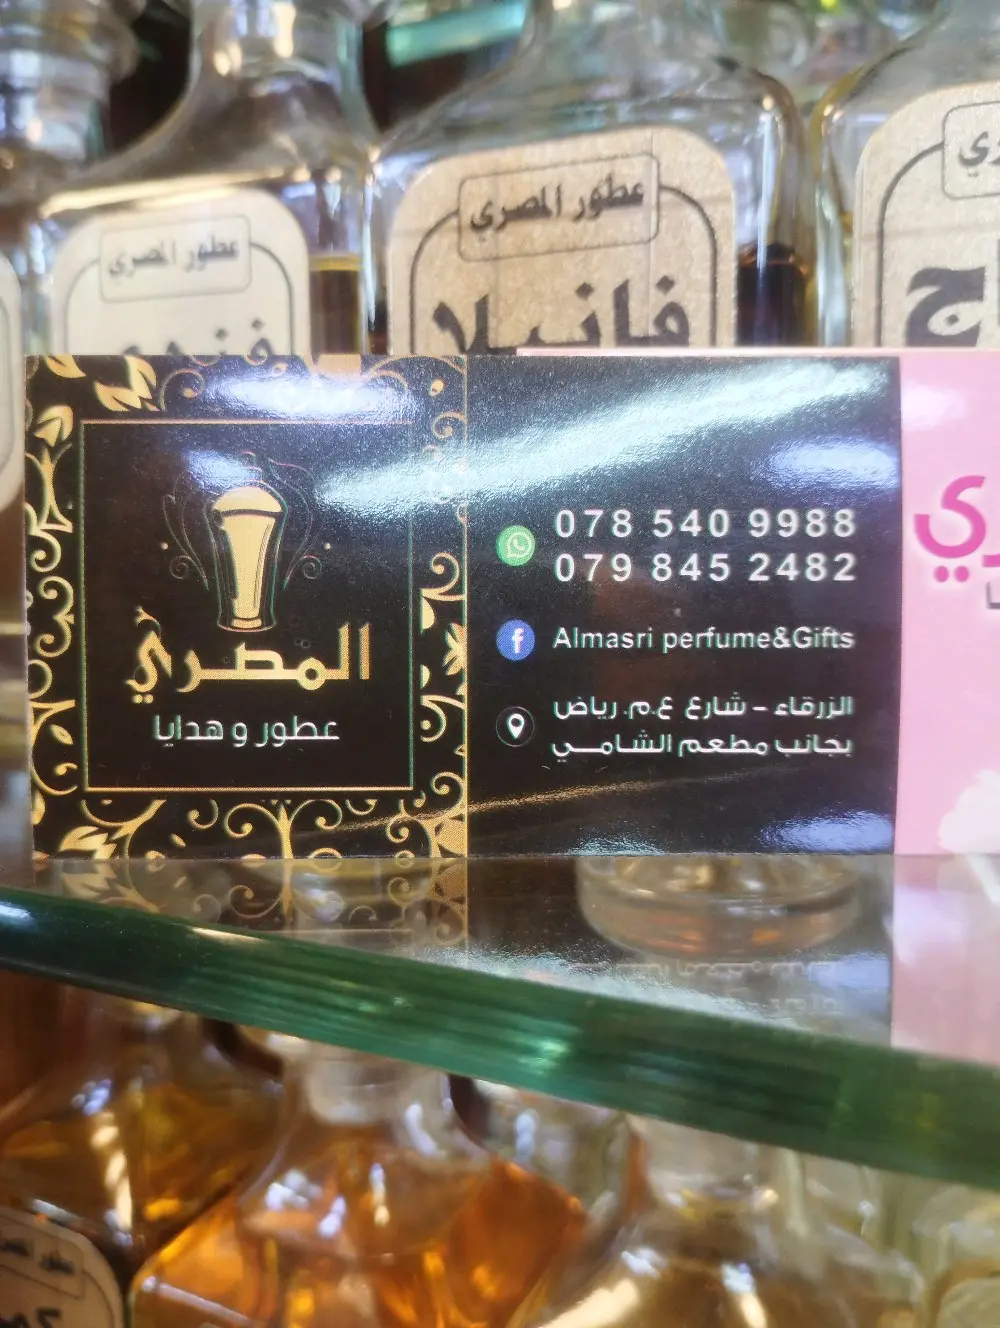 عطور المصري
عطور المصري
فانيلا
المصري
عطور و هدايا
078 540 9988
079 845 2482
Almasri perfume&Gifts
الزرقاء - شارع ع.م. رياض
بجانب مطعم الشامـــي